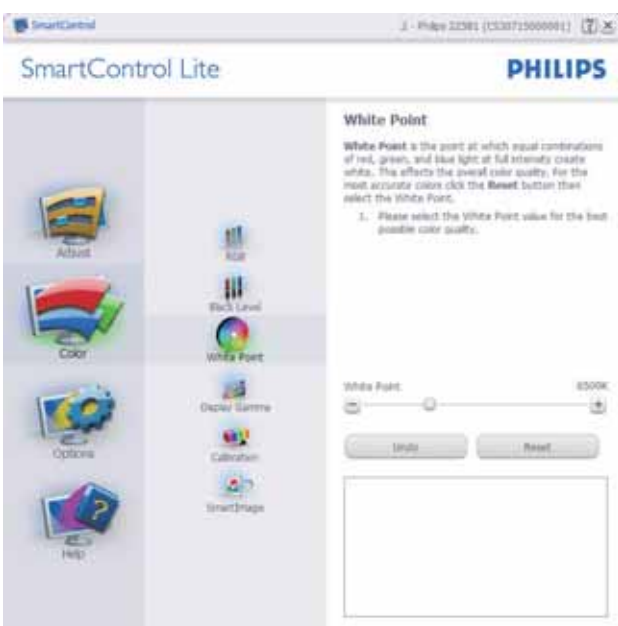 SmartControl
SmartControl Lite
PHILIPS
Adjust
Color
Options
Help
RGB
Black Level
White Point
Display Gamma
Calibration
SmartImage
White Point
White Point is the point at which equal combinations
of red, green, and blue light at full intensity create
white. The effects the overall color quality. For the
most accurate colors click the Reset button then
select the White Point.
1. Please select the White Point value for the best
possible color quality.
White Point 6500K
Undo Reset